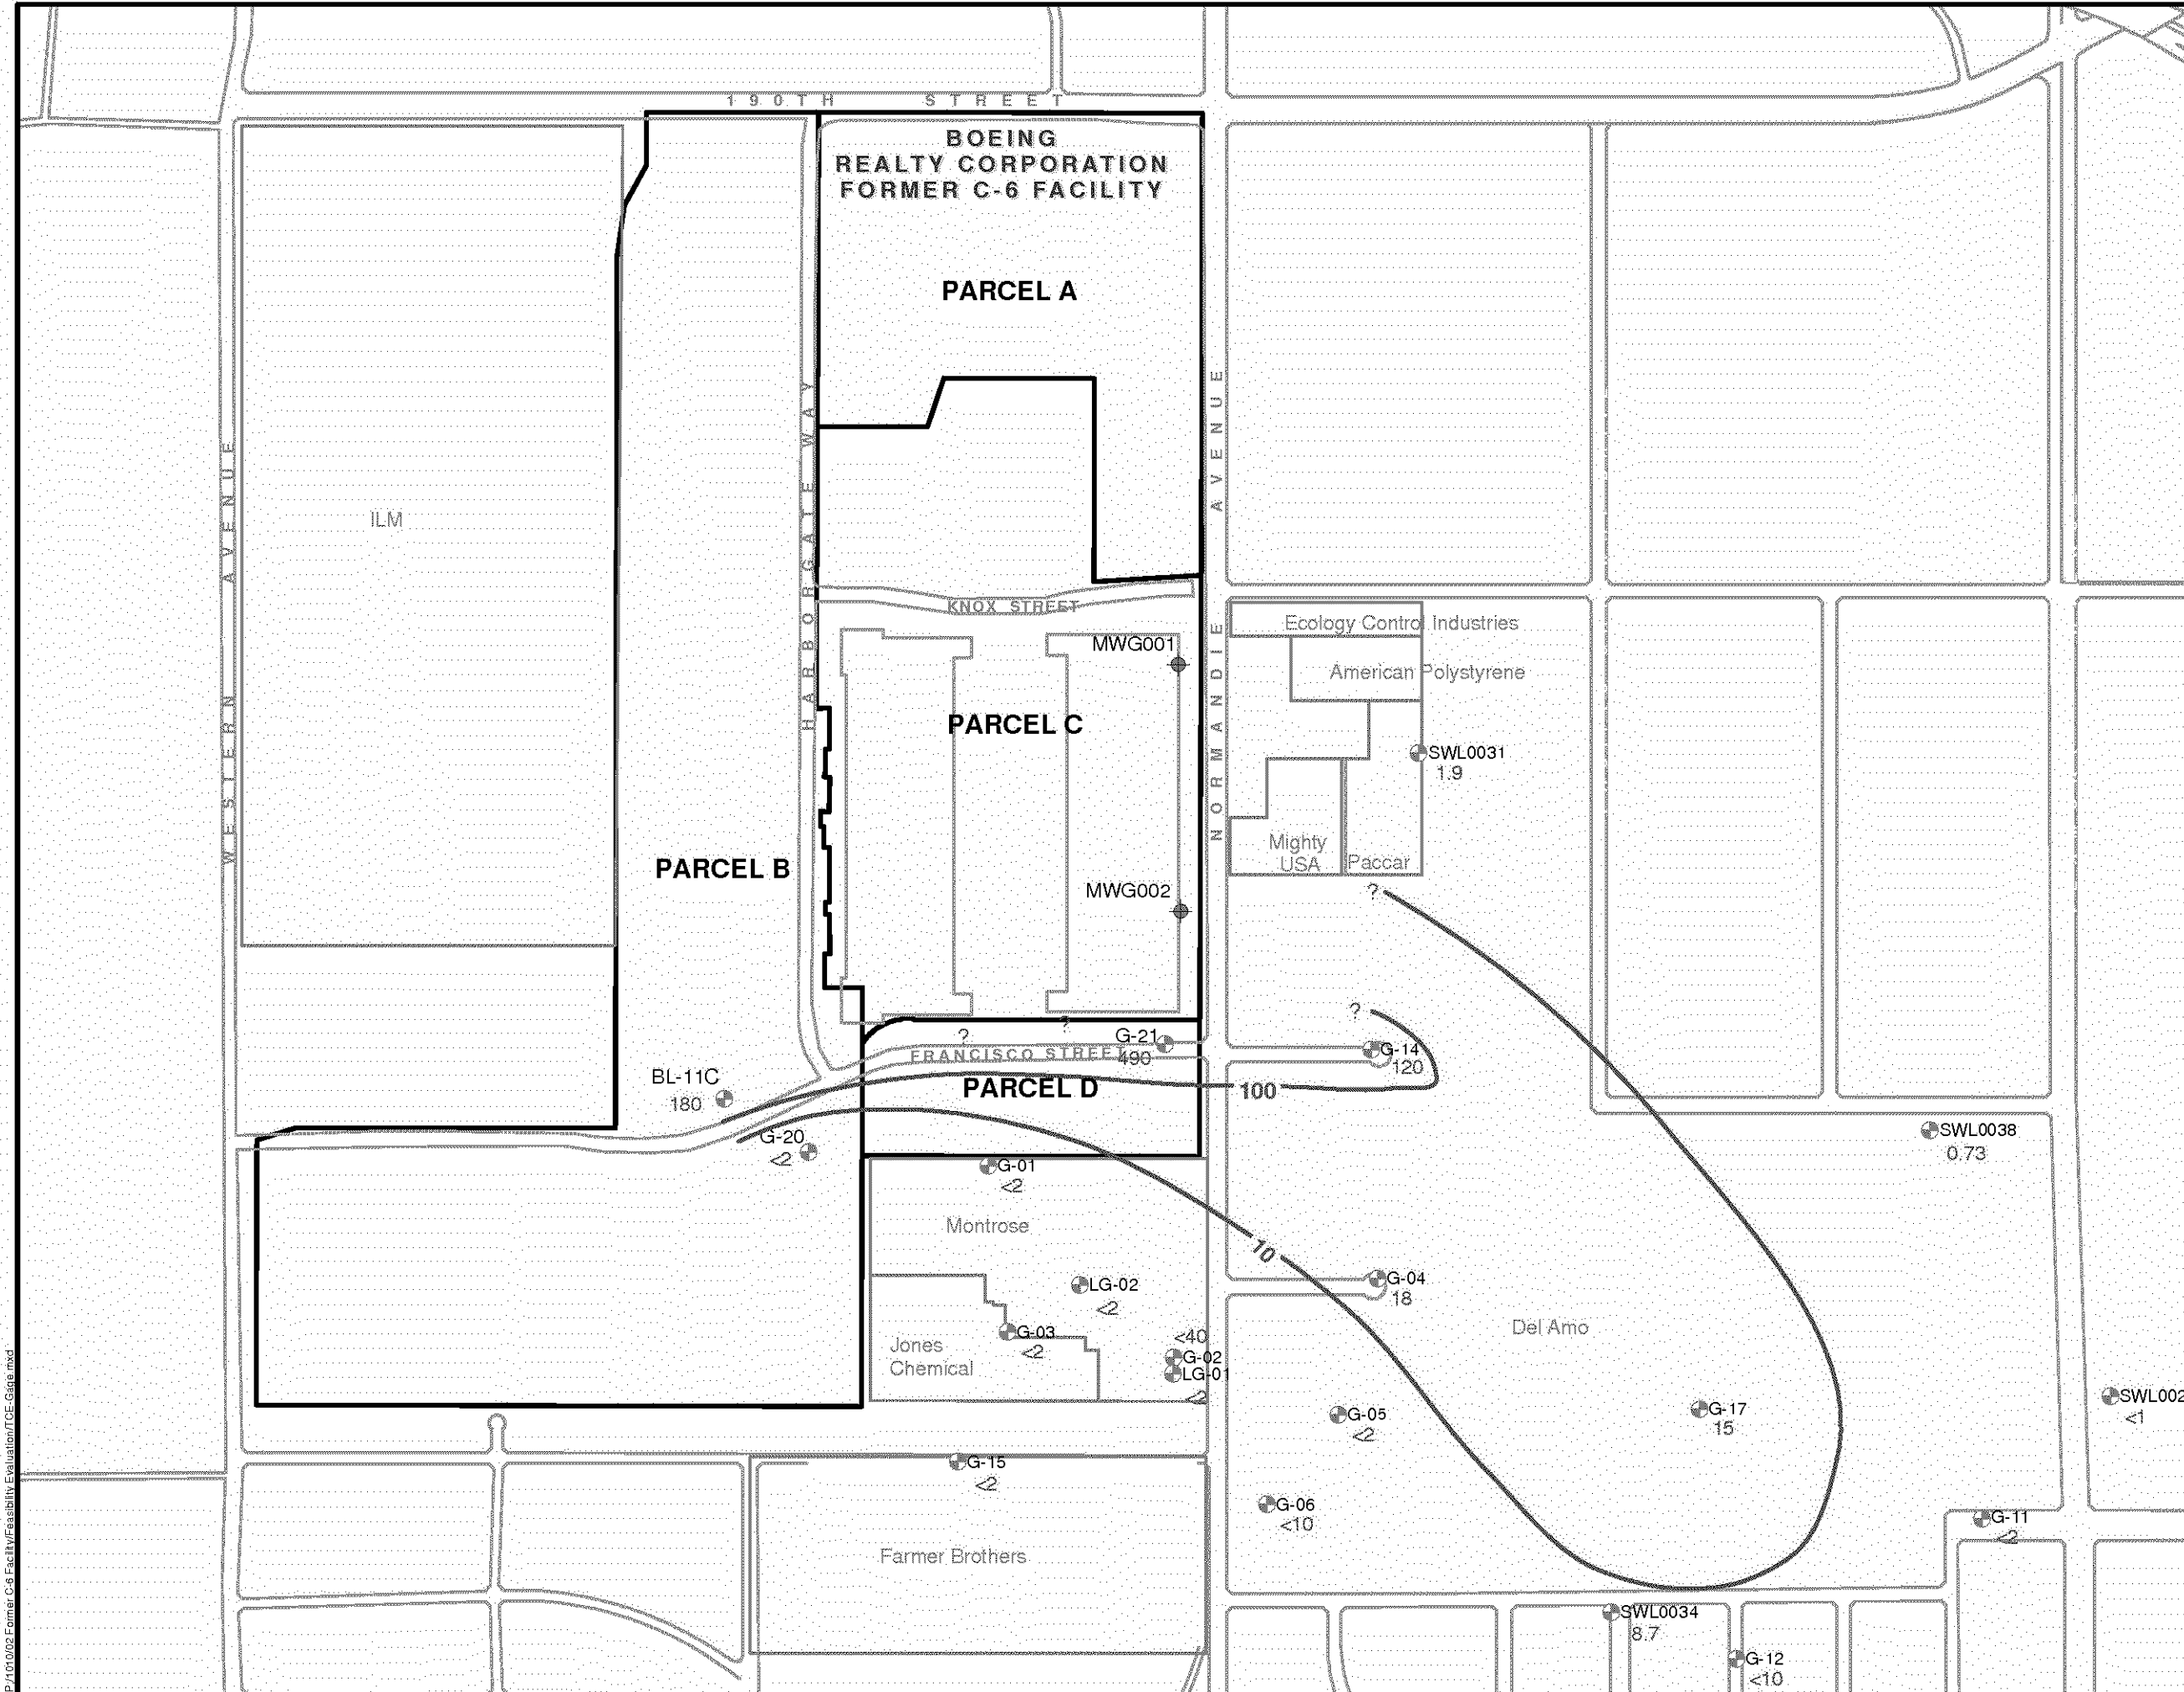 190TH STREET
BOEING
REALTY CORPORATION
FORMER C-6 FACILITY
PARCEL A
WESTERN AVENUE
HARBORGATE WAY
NORMANDIE AVENUE
ILM
KNOX STREET
Ecology Control Industries
MWG001
American Polystyrene
PARCEL C
SWL0031
1.9
Mighty
USA
Paccar
PARCEL B
MWG002
?
?
?
?
G-21
490
FRANCISCO STREET
G-14
120
BL-11C
180
PARCEL D
100
G-20
<2
SWL0038
0.73
G-01
<2
Montrose
10
LG-02
<2
G-04
18
Del Amo
G-03
<2
Jones
Chemical
<40
G-02
LG-01
<2
G-05
<2
G-17
15
SWL002
<1
G-15
<2
G-06
<10
G-11
<2
Farmer Brothers
SWL0034
8.7
G-12
<10
P:/1010/02 Former C-6 Facility/Feasibility Evaluation/TCE-Gage.mxd